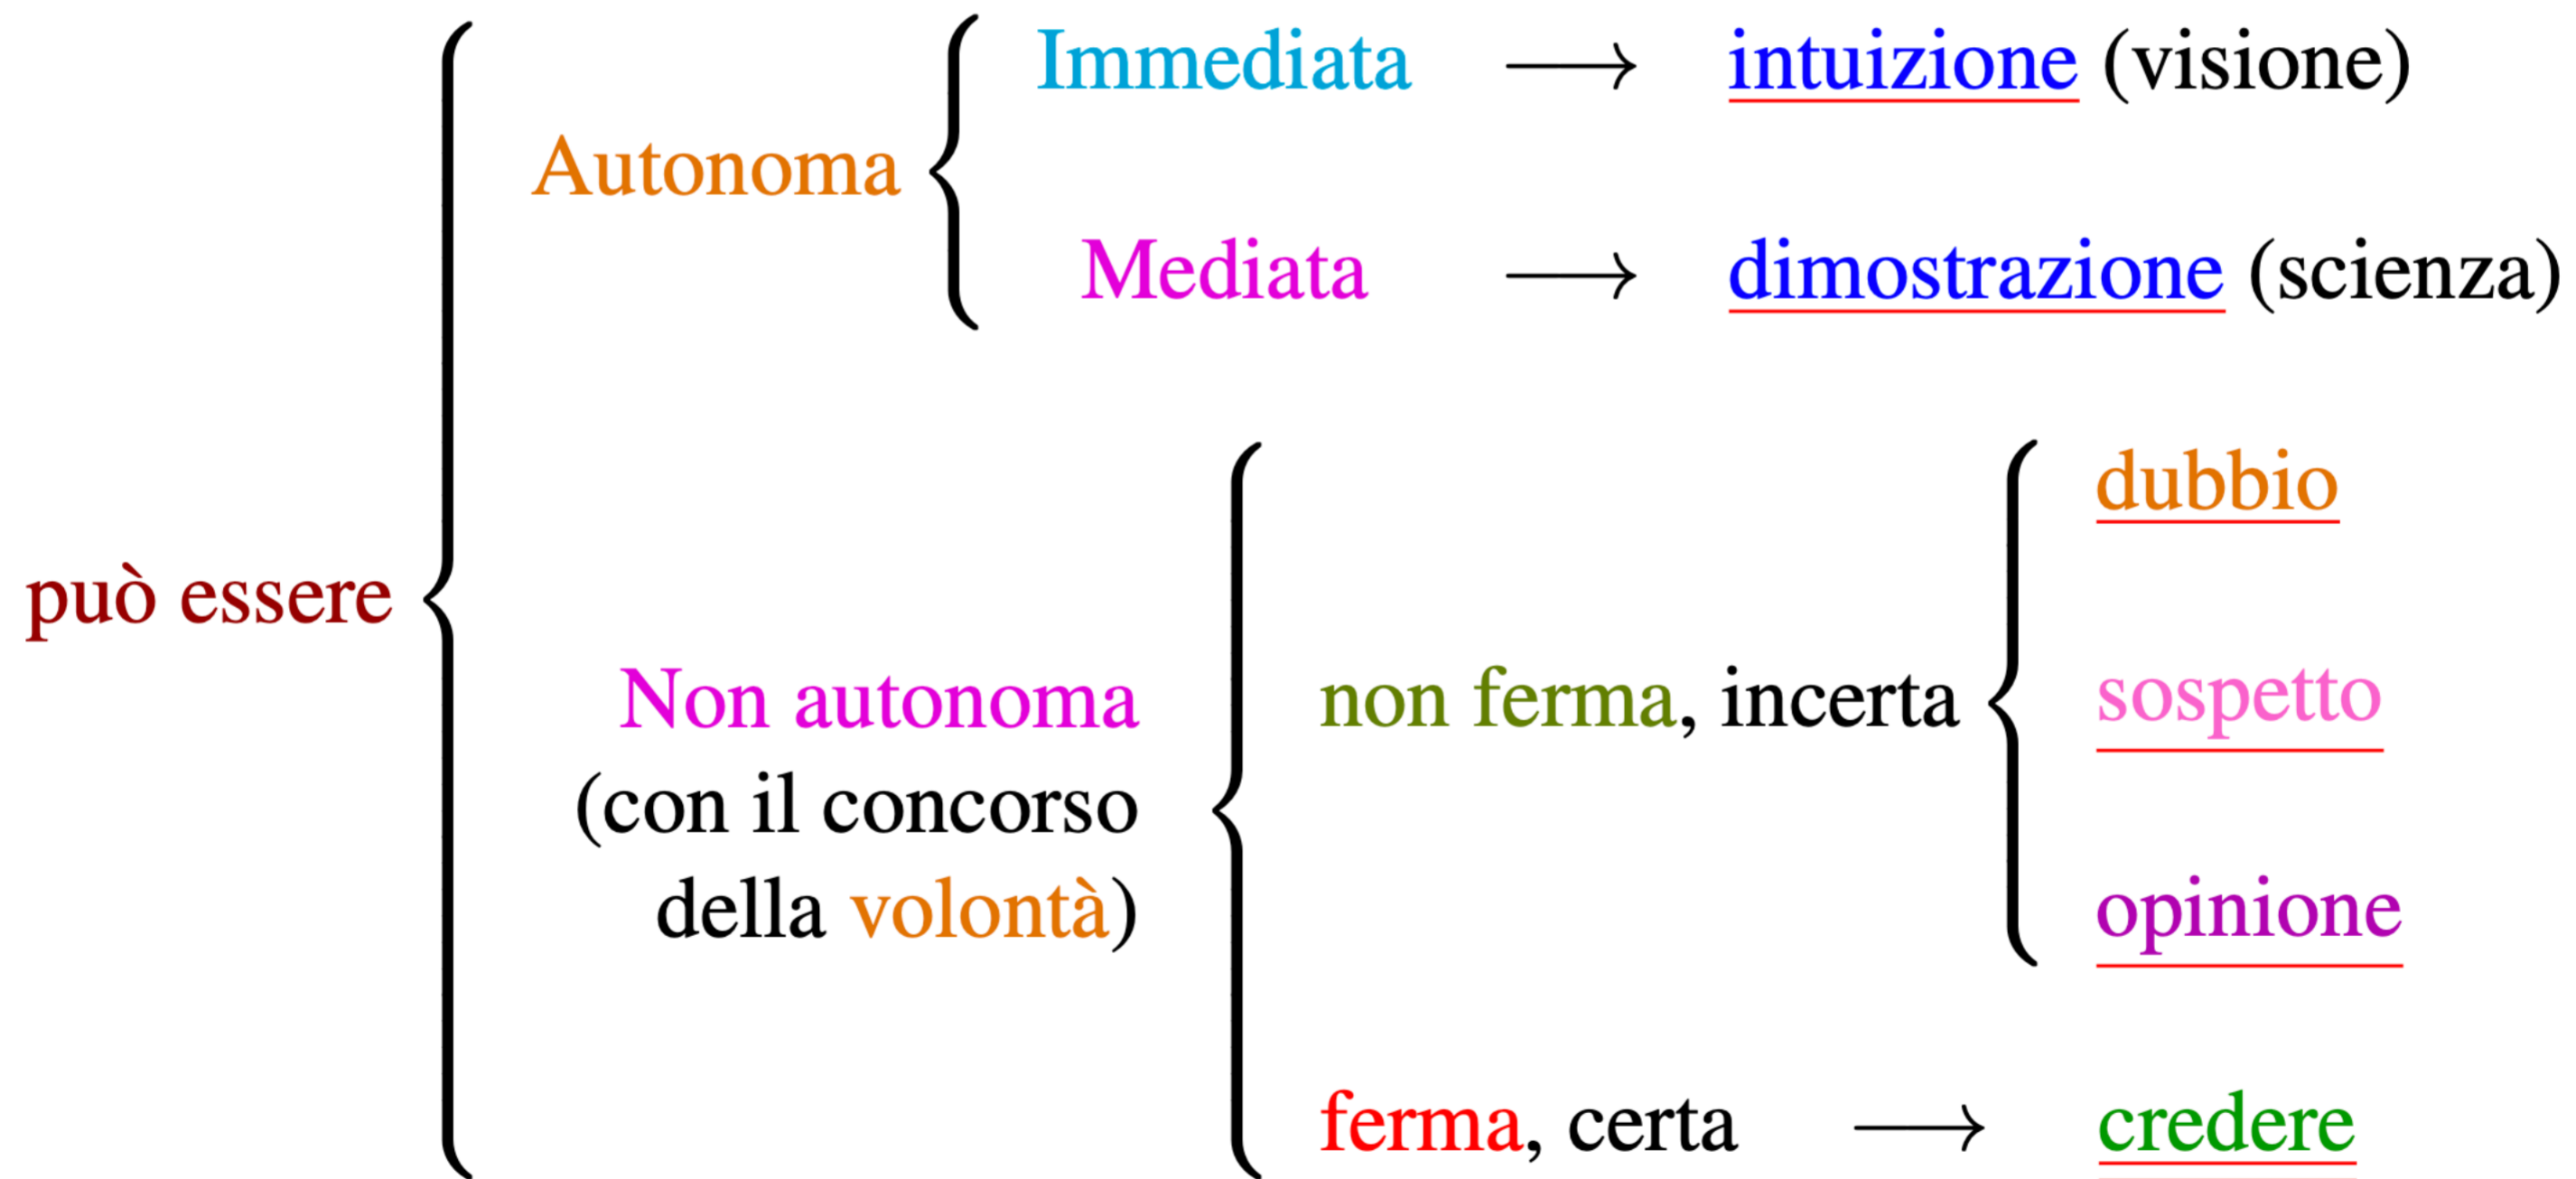 Immediata → intuizione (visione)
Autonoma
Mediata → dimostrazione (scienza)
dubbio
può essere
Non autonoma
(con il concorso
della volontà)
non ferma, incerta
sospetto
opinione
ferma, certa → credere